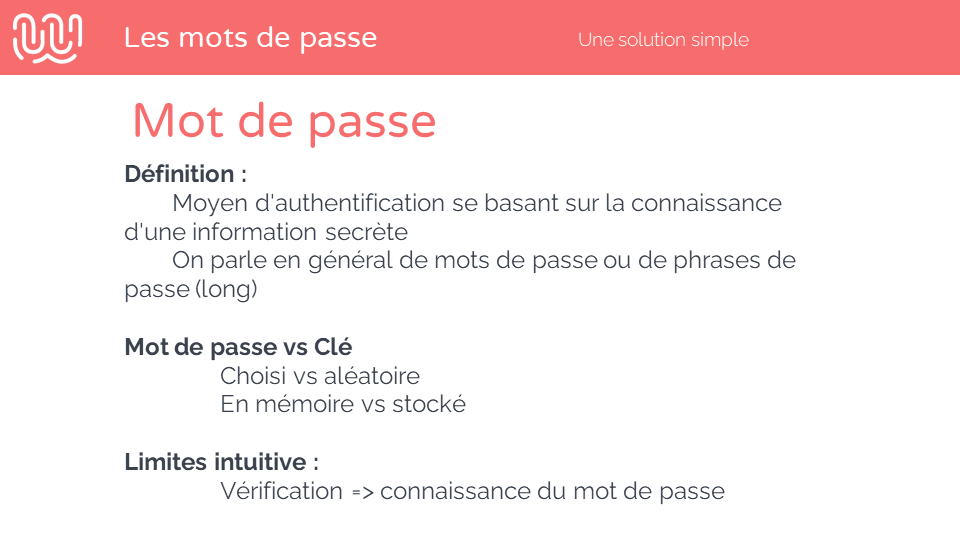 Les mots de passe
Une solution simple
Mot de passe
Définition :
Moyen d'authentification se basant sur la connaissance
d'une information secrète
On parle en général de mots de passe ou de phrases de
passe (long)
Mot de passe vs Clé
Choisi vs aléatoire
En mémoire vs stocké
Limites intuitive :
Vérification => connaissance du mot de passe